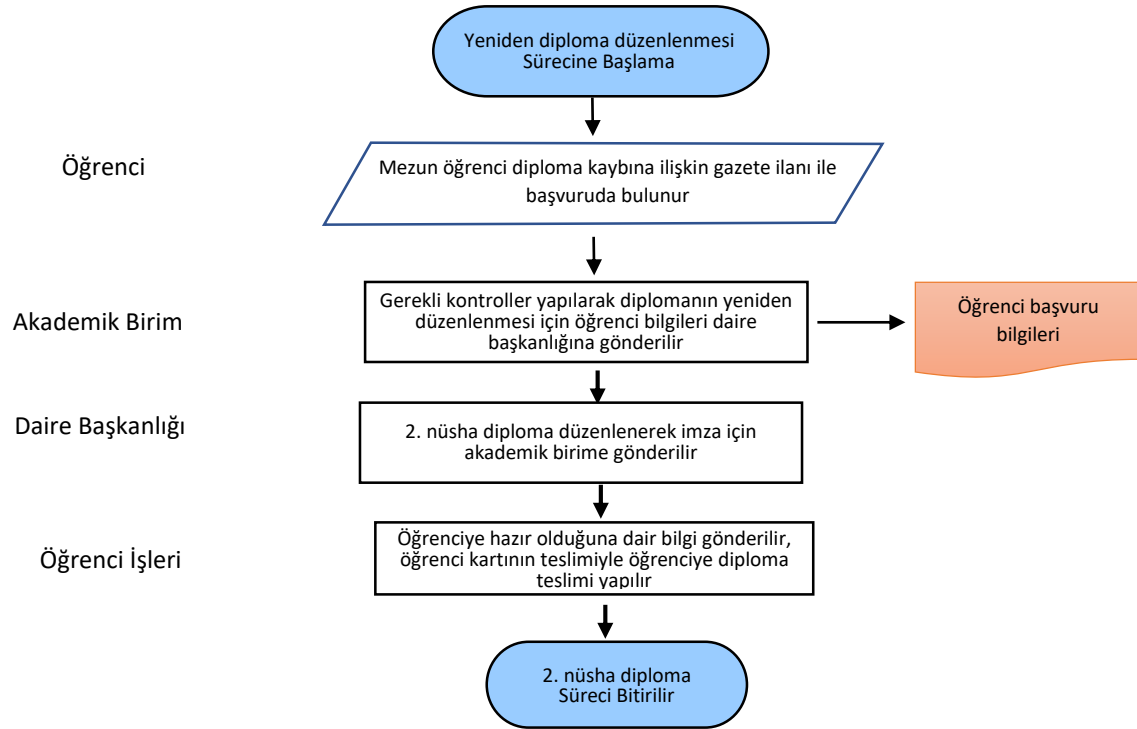 Yeniden diploma düzenlenmesi
Sürecine Başlama
Öğrenci
Mezun öğrenci diploma kaybına ilişkin gazete ilanı ile
başvuruda bulunur
Akademik Birim
Gerekli kontroller yapılarak diplomanın yeniden
düzenlenmesi için öğrenci bilgileri daire
başkanlığına gönderilir
Öğrenci başvuru
bilgileri
Daire Başkanlığı
2. nüsha diploma düzenlenerek imza için
akademik birime gönderilir
Öğrenci İşleri
Öğrenciye hazır olduğuna dair bilgi gönderilir,
öğrenci kartının teslimiyle öğrenciye diploma
teslimi yapılır
2. nüsha diploma
Süreci Bitirilir